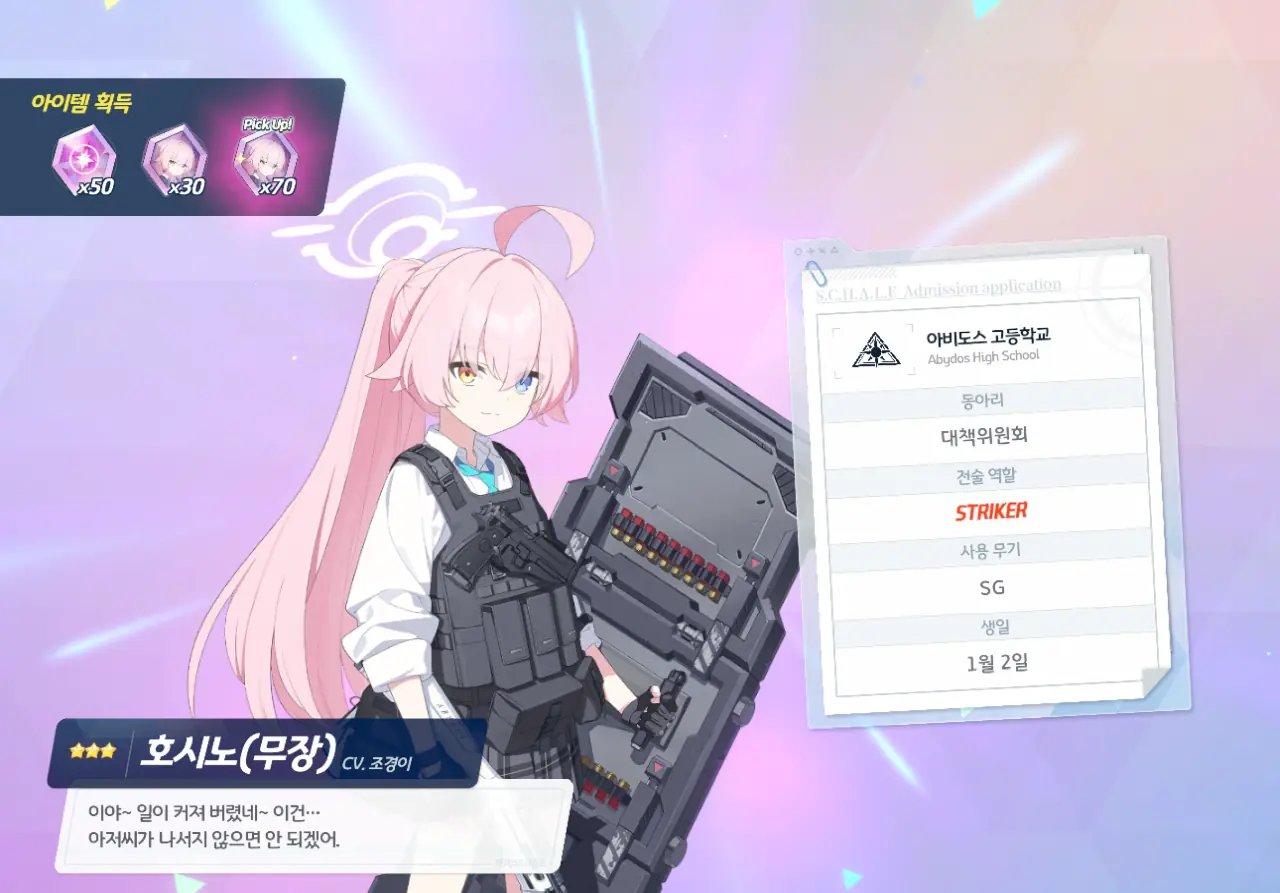 아이템 획득
Pick Up!
x50
x30
x70
S.C.H.A.L.E Admission application
아비도스 고등학교
Abydos High School
동아리
대책위원회
전술 역할
STRIKER
사용 무기
SG
생일
1월 2일
호시노(무장) CV. 조경이
이야~ 일이 커져 버렸네~ 이건…
아저씨가 나서지 않으면 안 되겠어.